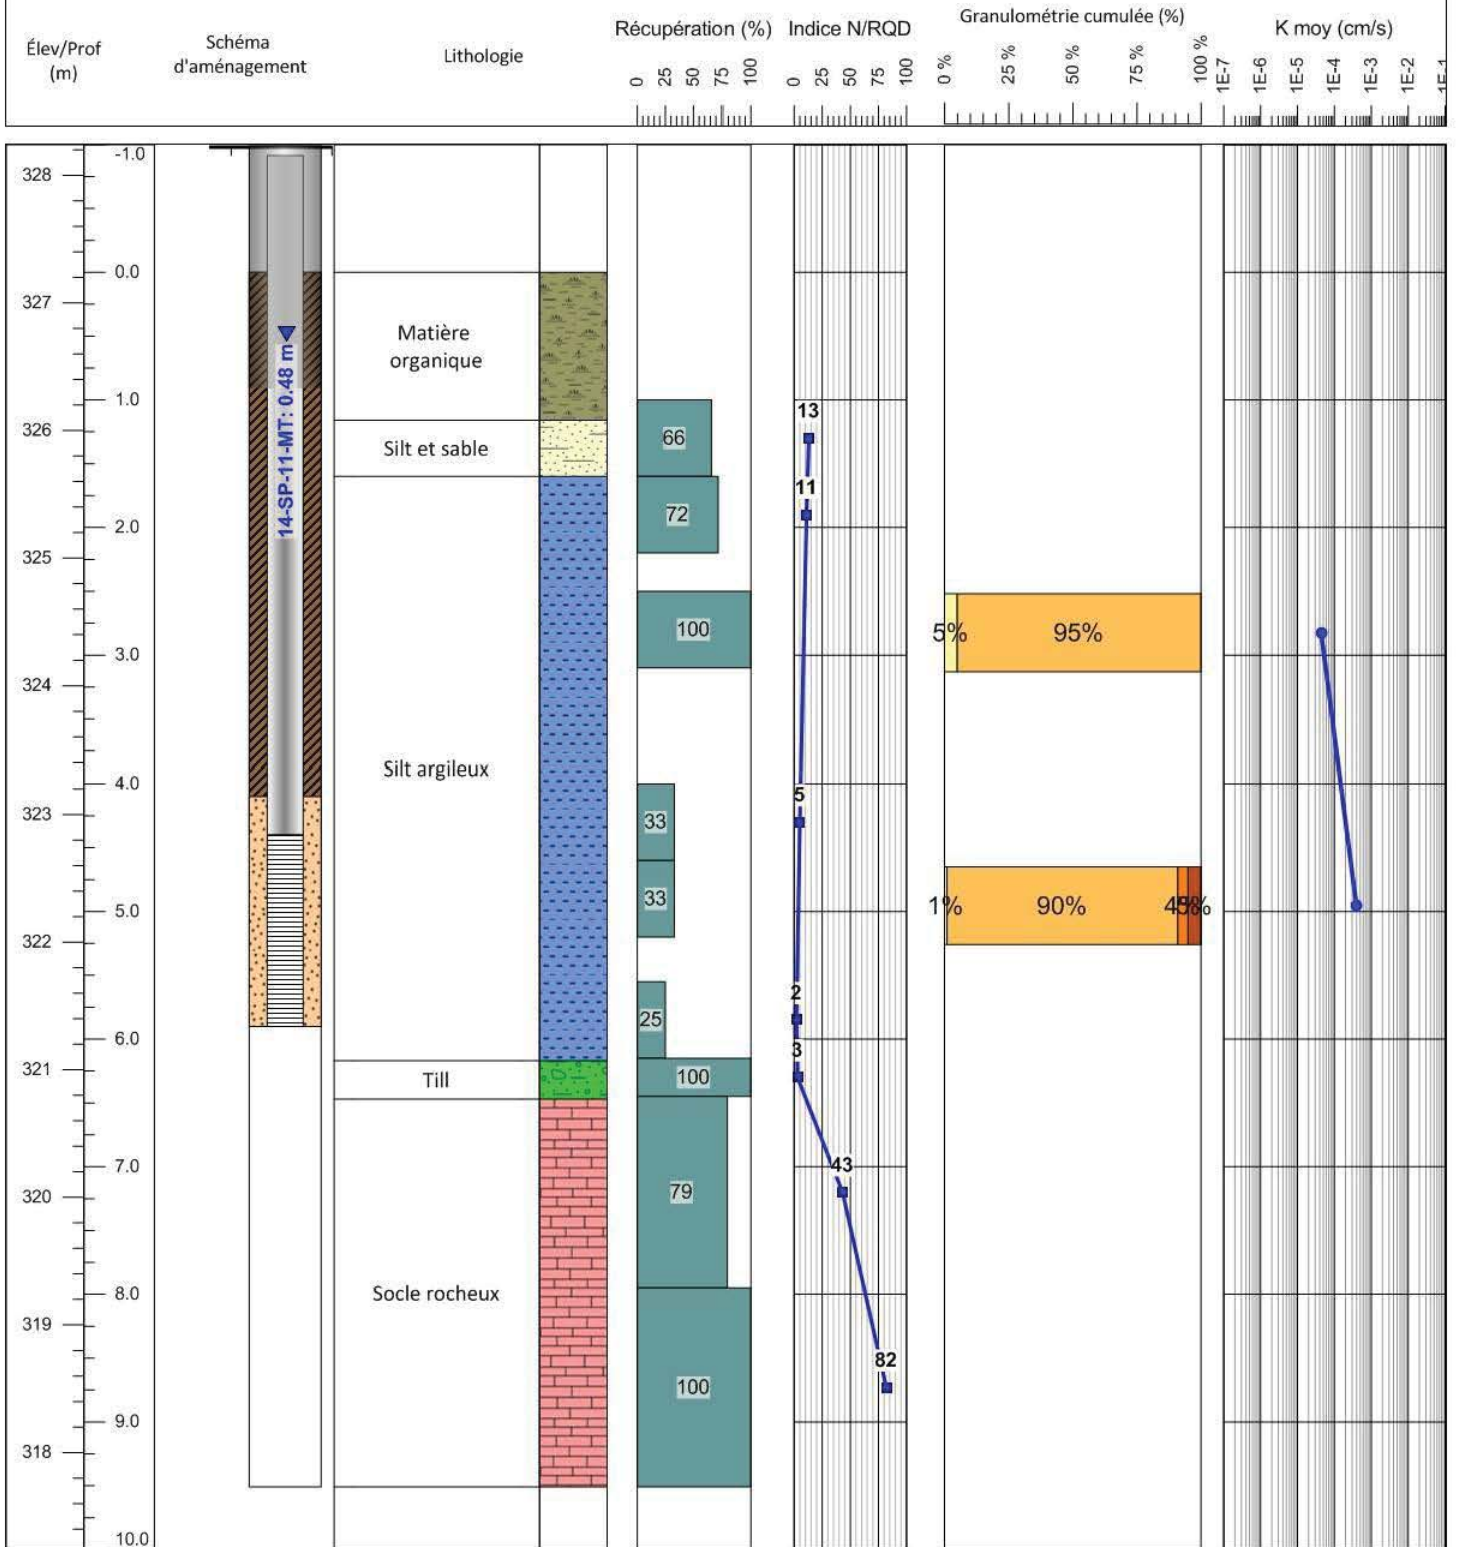 Élev/Prof
(m)
Schéma
d'aménagement
Lithologie
Récupération (%)
0 25 50 75 100
Indice N/RQD
0 25 50 75 100
Granulométrie cumulée (%)
0 % 25 % 50 % 75 % 100 %
K moy (cm/s)
1E-7 1E-6 1E-5 1E-4 1E-3 1E-2 1E-1
-1.0
328
0.0
327
Matière
organique
14-SP-11-MT: 0.48 m
1.0
13
326
66
Silt et sable
11
72
2.0
325
100
5% 95%
3.0
324
Silt argileux
4.0
5
323
33
33
1% 90% 4% 5%
5.0
322
2
25
6.0
3
321
Till
100
7.0
43
320
79
8.0
Socle rocheux
319
82
100
9.0
318
10.0